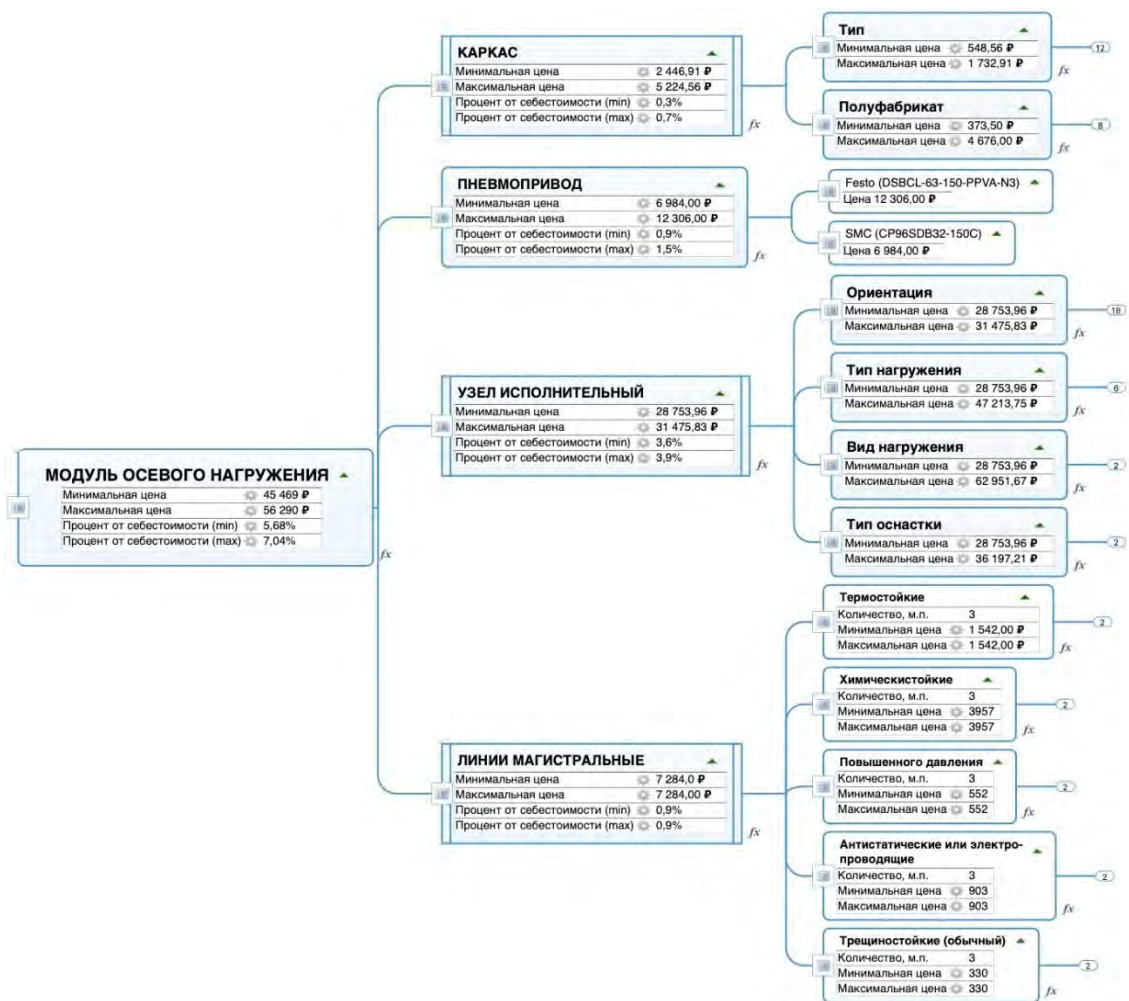 МОДУЛЬ ОСЕВОГО НАГРУЖЕНИЯ
Минимальная цена 45 469 ₽
Максимальная цена 56 290 ₽
Процент от себестоимости (min) 5,68%
Процент от себестоимости (max) 7,04%
fx
КАРКАС
Минимальная цена 2 446,91 ₽
Максимальная цена 5 224,56 ₽
Процент от себестоимости (min) 0,3%
Процент от себестоимости (max) 0,7%
fx
Тип
Минимальная цена 548,56 ₽
Максимальная цена 1 732,91 ₽
12
fx
Полуфабрикат
Минимальная цена 373,50 ₽
Максимальная цена 4 676,00 ₽
8
fx
ПНЕВМОПРИВОД
Минимальная цена 6 984,00 ₽
Максимальная цена 12 306,00 ₽
Процент от себестоимости (min) 0,9%
Процент от себестоимости (max) 1,5%
fx
Festo (DSBCL-63-150-PPVA-N3)
Цена 12 306,00 ₽
SMC (CP96SDB32-150C)
Цена 6 984,00 ₽
УЗЕЛ ИСПОЛНИТЕЛЬНЫЙ
Минимальная цена 28 753,96 ₽
Максимальная цена 31 475,83 ₽
Процент от себестоимости (min) 3,6%
Процент от себестоимости (max) 3,9%
fx
Ориентация
Минимальная цена 28 753,96 ₽
Максимальная цена 31 475,83 ₽
18
fx
Тип нагружения
Минимальная цена 28 753,96 ₽
Максимальная цена 47 213,75 ₽
6
fx
Вид нагружения
Минимальная цена 28 753,96 ₽
Максимальная цена 62 951,67 ₽
2
fx
Тип оснастки
Минимальная цена 28 753,96 ₽
Максимальная цена 36 197,21 ₽
2
fx
ЛИНИИ МАГИСТРАЛЬНЫЕ
Минимальная цена 7 284,0 ₽
Максимальная цена 7 284,00 ₽
Процент от себестоимости (min) 0,9%
Процент от себестоимости (max) 0,9%
fx
Термостойкие
Количество, м.п. 3
Минимальная цена 1 542,00 ₽
Максимальная цена 1 542,00 ₽
2
fx
Химическистойкие
Количество, м.п. 3
Минимальная цена 3957
Максимальная цена 3957
2
fx
Повышенного давления
Количество, м.п. 3
Минимальная цена 552
Максимальная цена 552
2
fx
Антистатические или электро-
проводящие
Количество, м.п. 3
Минимальная цена 903
Максимальная цена 903
2
fx
Трещиностойкие (обычный)
Количество, м.п. 3
Минимальная цена 330
Максимальная цена 330
2
fx